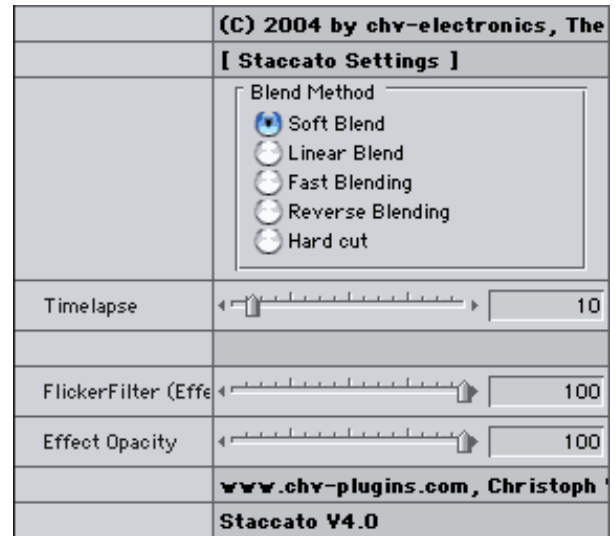 (C) 2004 by chv-electronics, The
[ Staccato Settings ]
Blend Method
Soft Blend
Linear Blend
Fast Blending
Reverse Blending
Hard cut
Timelapse 10
FlickerFilter (Effe 100
Effect Opacity 100
www.chv-plugins.com, Christoph
Staccato V4.0